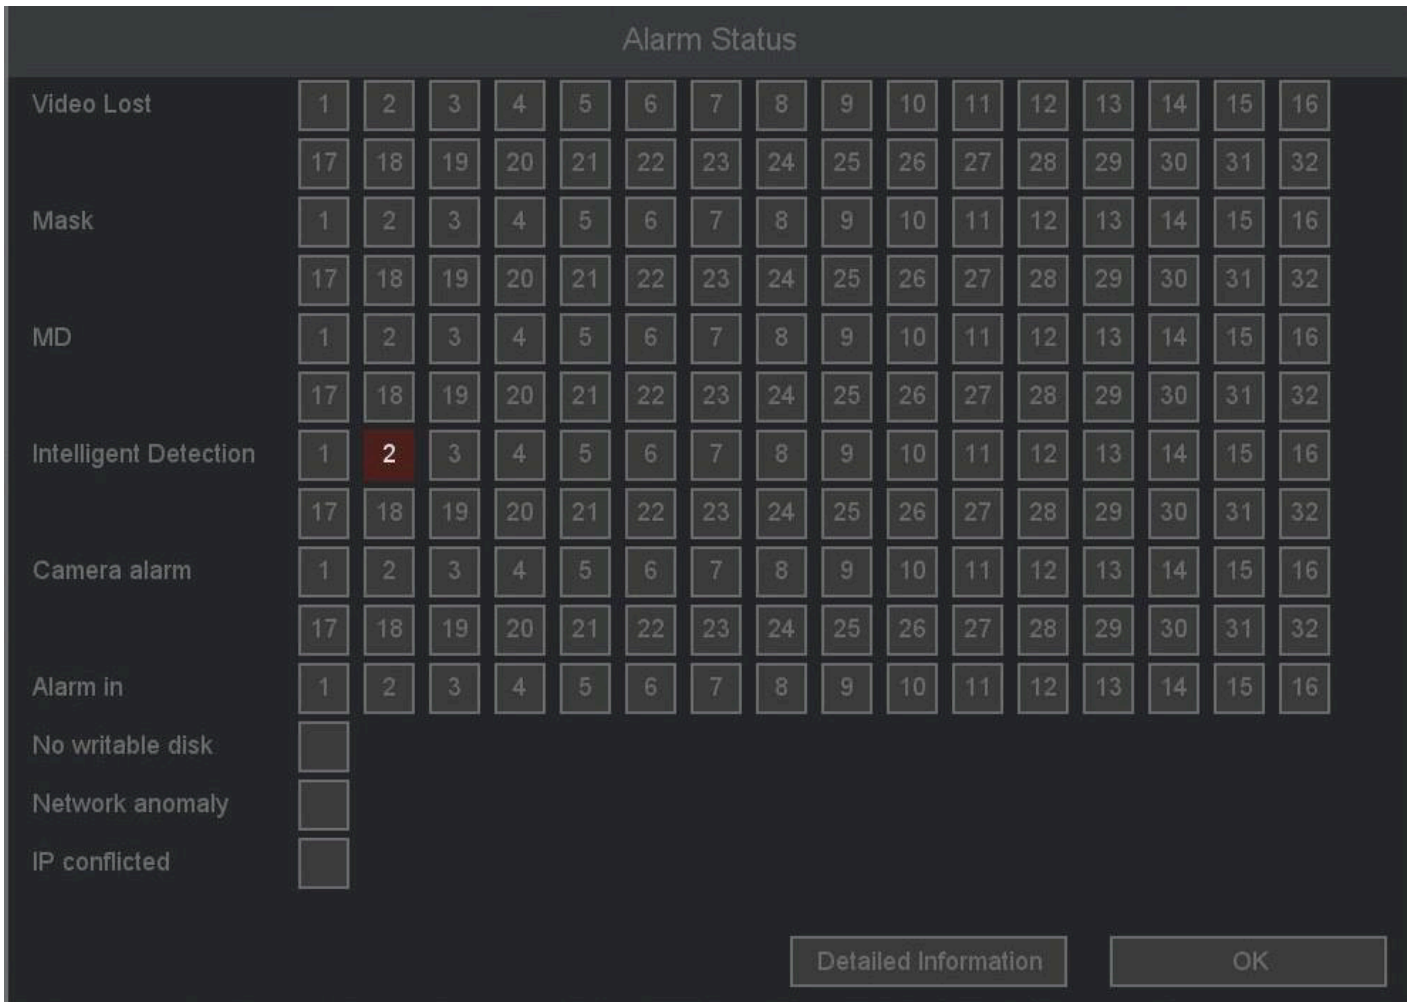 Alarm Status
Video Lost 1 2 3 4 5 6 7 8 9 10 11 12 13 14 15 16
17 18 19 20 21 22 23 24 25 26 27 28 29 30 31 32
Mask 1 2 3 4 5 6 7 8 9 10 11 12 13 14 15 16
17 18 19 20 21 22 23 24 25 26 27 28 29 30 31 32
MD 1 2 3 4 5 6 7 8 9 10 11 12 13 14 15 16
17 18 19 20 21 22 23 24 25 26 27 28 29 30 31 32
Intelligent Detection 1 2 3 4 5 6 7 8 9 10 11 12 13 14 15 16
17 18 19 20 21 22 23 24 25 26 27 28 29 30 31 32
Camera alarm 1 2 3 4 5 6 7 8 9 10 11 12 13 14 15 16
17 18 19 20 21 22 23 24 25 26 27 28 29 30 31 32
Alarm in 1 2 3 4 5 6 7 8 9 10 11 12 13 14 15 16
No writable disk
Network anomaly
IP conflicted
Detailed Information OK